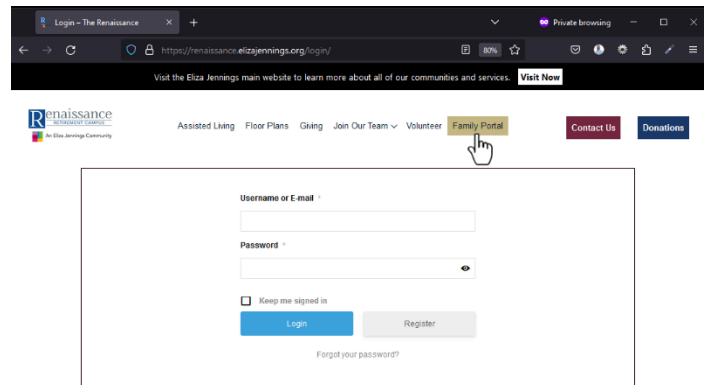 Login – The Renaissance
Private browsing
https://renaissance.elizajennings.org/login/
80%
Visit the Eliza Jennings main website to learn more about all of our communities and services. Visit Now
Renaissance
RETIREMENT CAMPUS
An Eliza Jennings Community
Assisted Living Floor Plans Giving Join Our Team Volunteer Family Portal Contact Us Donations
Username or E-mail *
Password *
Keep me signed in
Login Register
Forgot your password?